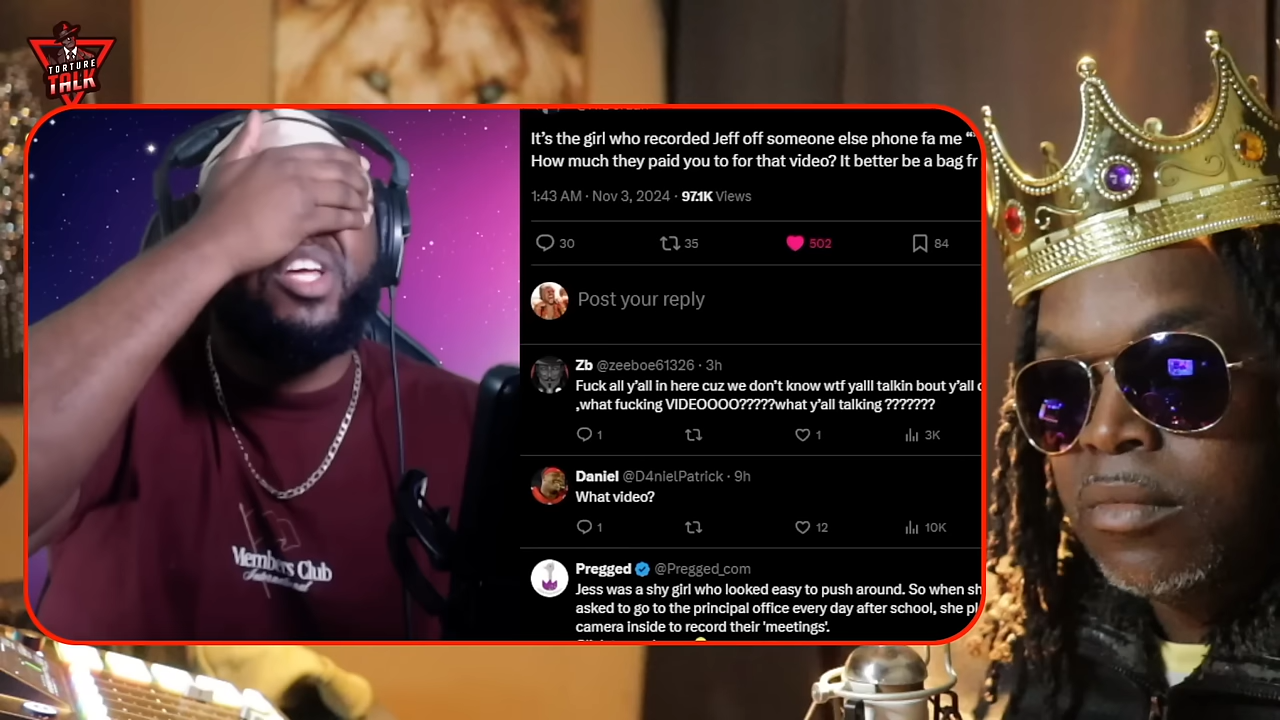 TORTURE
TALK
It's the girl who recorded Jeff off someone else phone fa me "
How much they paid you to for that video? It better be a bag fr
1:43 AM · Nov 3, 2024 · 97.1K Views
30 35 502 84
Post your reply
Zb @zeeboe61326 · 3h
Fuck all y'all in here cuz we don't know wtf yalll talkin bout y'all
,what fucking VIDEOOOO?????what y'all talking ???????
1 1 3K
Daniel @D4nielPatrick · 9h
What video?
1 12 10K
Pregged @Pregged_com
Jess was a shy girl who looked easy to push around. So when sh
asked to go to the principal office every day after school, she pl
camera inside to record their 'meetings'.
Members Club
International